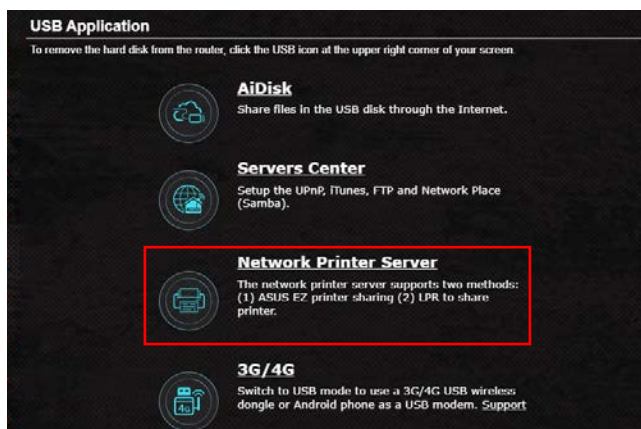 USB Application
To remove the hard disk from the router, click the USB icon at the upper right corner of your screen.
AiDisk
Share files in the USB disk through the Internet.
Servers Center
Setup the UPnP, iTunes, FTP and Network Place
(Samba).
Network Printer Server
The network printer server supports two methods:
(1) ASUS EZ printer sharing (2) LPR to share
printer.
3G/4G
Switch to USB mode to use a 3G/4G USB wireless
dongle or Android phone as a USB modem. Support
4G